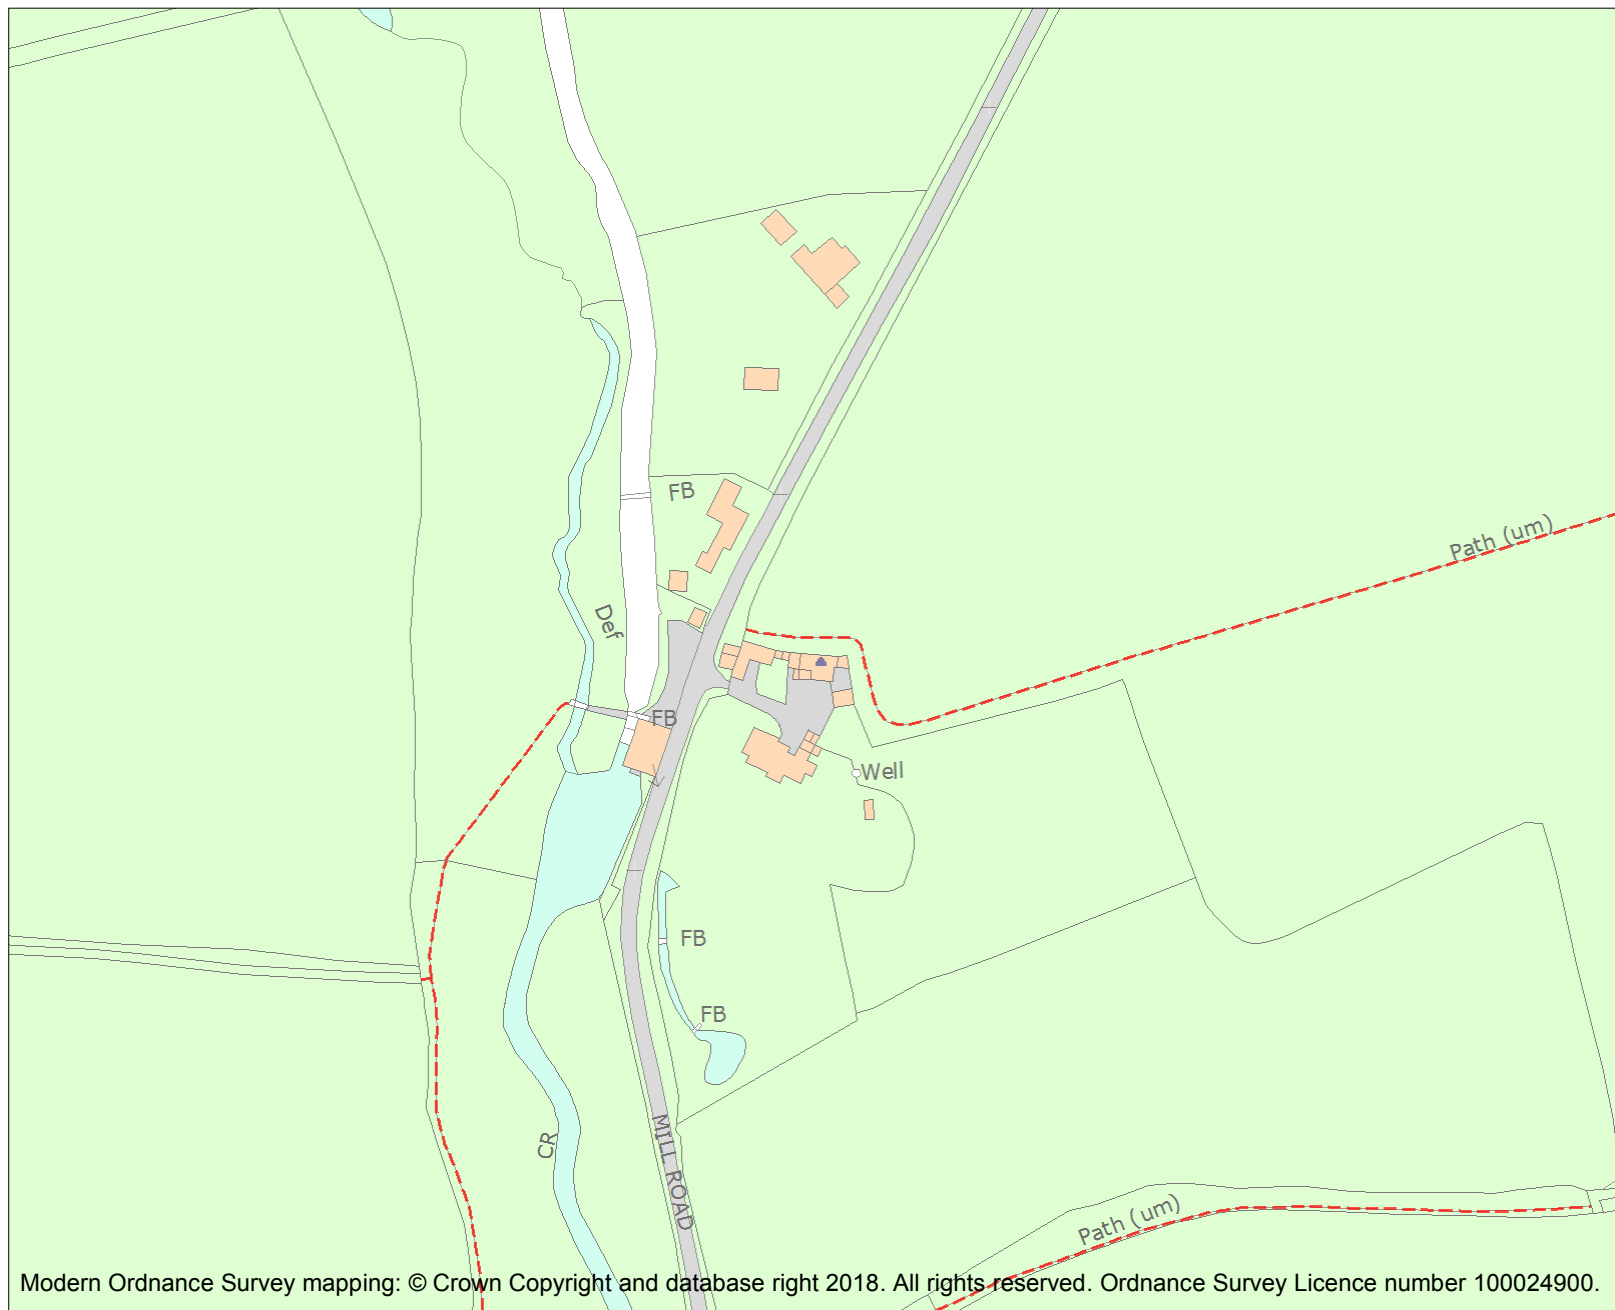 FB
Path (um)
Def
FB
Well
FB
FB
CR
MILL ROAD
Path (um)
Modern Ordnance Survey mapping: © Crown Copyright and database right 2018. All rights reserved. Ordnance Survey Licence number 100024900.